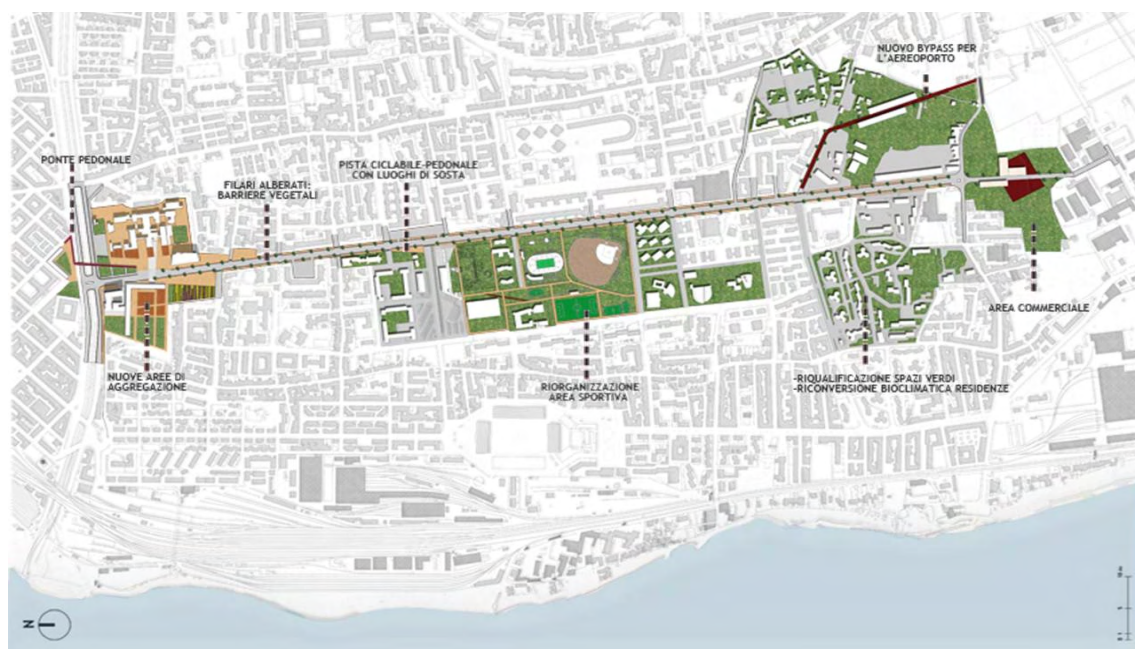 NUOVO BYPASS PER
L'AEREOPORTO
PONTE PEDONALE
PISTA CICLABILE-PEDONALE
CON LUOGHI DI SOSTA
FILARI ALBERATI:
BARRIERE VEGETALI
AREA COMMERCIALE
NUOVE AREE DI
AGGREGAZIONE
RIORGANIZZAZIONE
AREA SPORTIVA
-RIQUALIFICAZIONE SPAZI VERDI
-RICONVERSIONE BIOCLIMATICA RESIDENZE
N